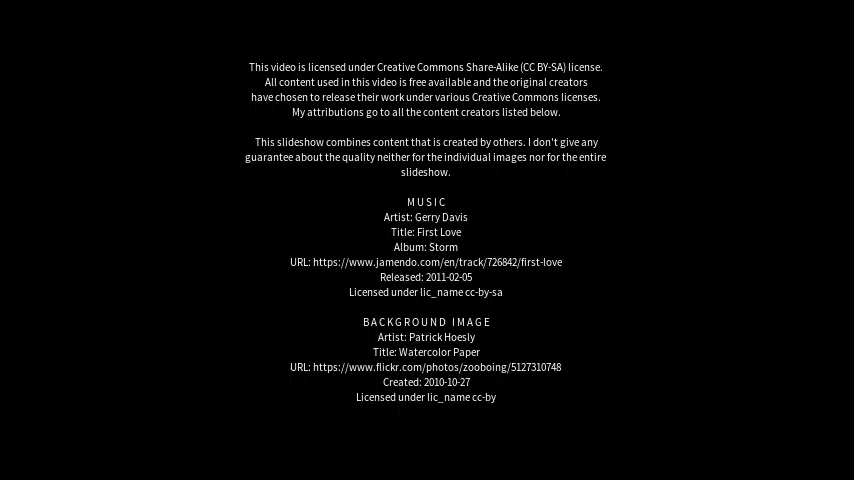 This video is licensed under Creative Commons Share-Alike (CC BY-SA) license.
All content used in this video is free available and the original creators
have chosen to release their work under various Creative Commons licenses.
My attributions go to all the content creators listed below.
This slideshow combines content that is created by others. I don't give any
guarantee about the quality neither for the individual images nor for the entire
slideshow.
MUSIC
Artist: Gerry Davis
Title: First Love
Album: Storm
URL: https://www.jamendo.com/en/track/726842/first-love
Released: 2011-02-05
Licensed under lic_name cc-by-sa
BACKGROUND IMAGE
Artist: Patrick Hoesly
Title: Watercolor Paper
URL: https://www.flickr.com/photos/zooboing/5127310748
Created: 2010-10-27
Licensed under lic_name cc-by